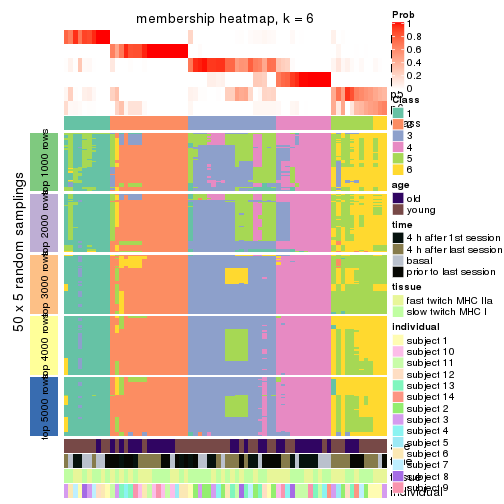 membership heatmap, k = 6
50 x 5 random samplings
top 1000 rows
top 2000 rows
top 3000 rows
top 4000 rows
top 5000 rows
Prob
1
0.8
0.6
0.4
0.2
0
Class
1
2
3
4
5
6
age
old
young
time
4 h after 1st session
4 h after last session
basal
prior to last session
tissue
fast twitch MHC IIa
slow twitch MHC I
individual
subject 1
subject 10
subject 11
subject 12
subject 13
subject 14
subject 2
subject 3
subject 4
subject 5
subject 6
subject 7
subject 8
subject 9
individual